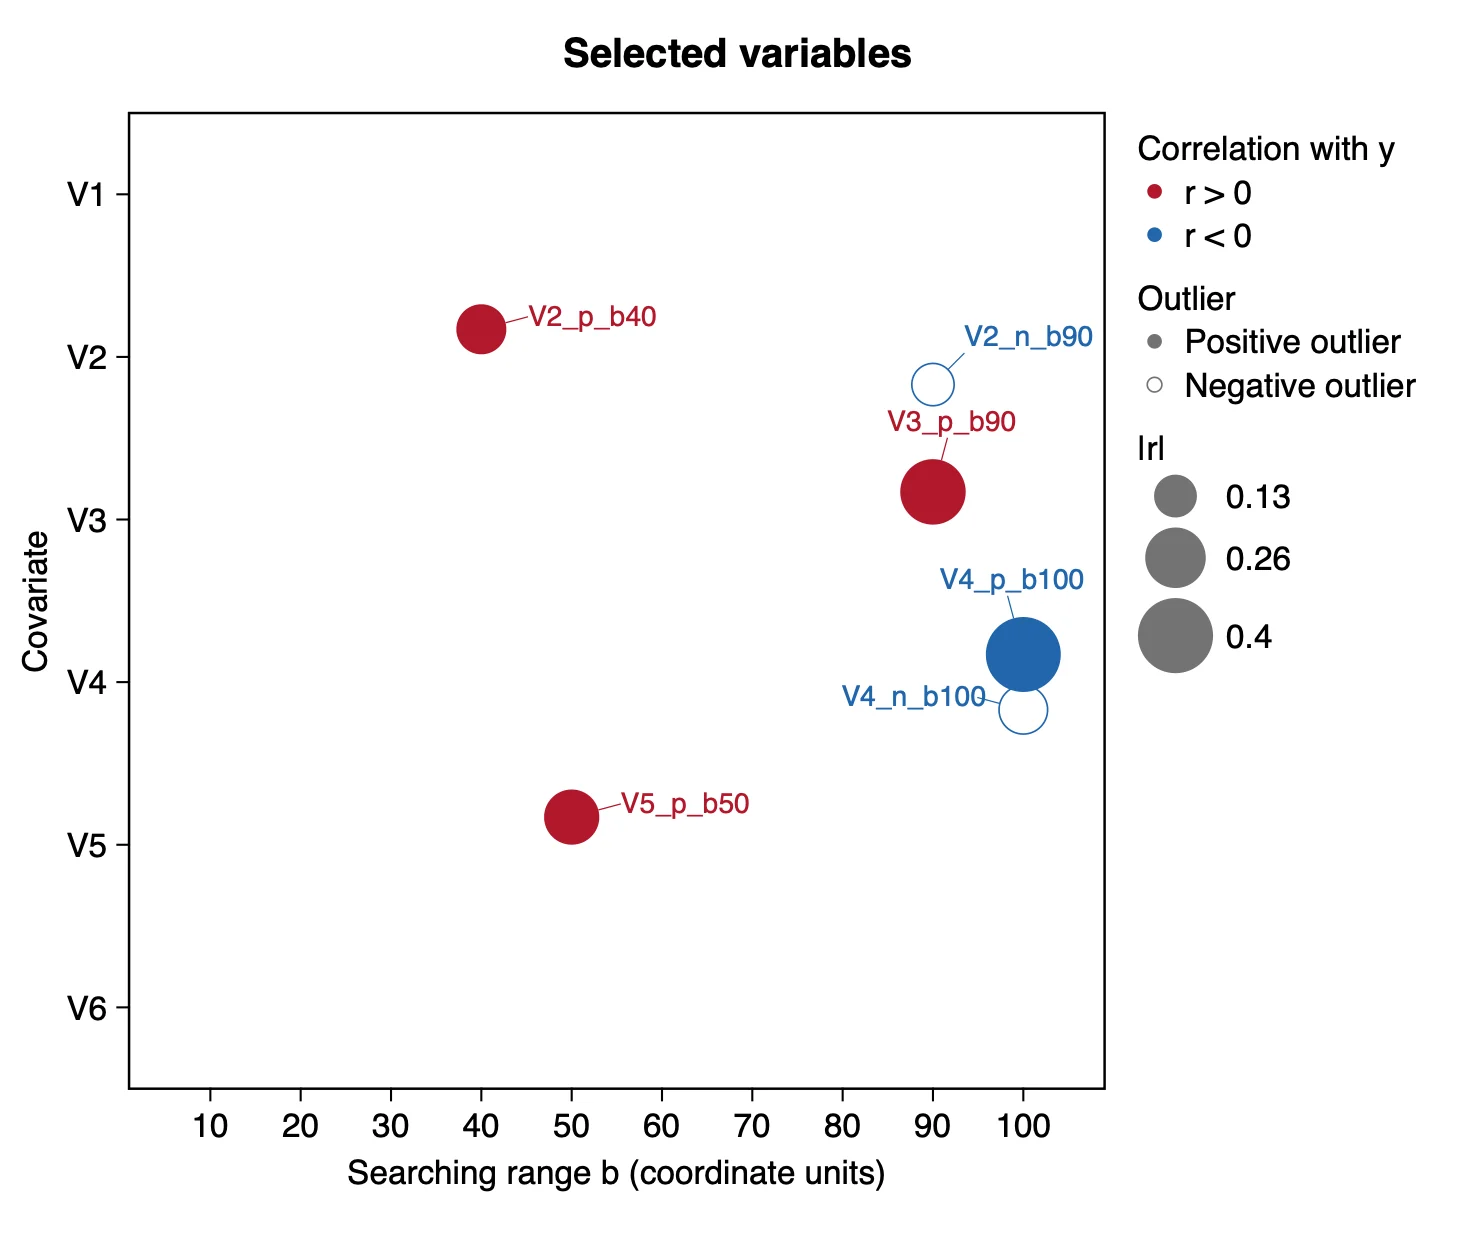 Selected variables
Covariate
V1
V2
V3
V4
V5
V6
V2_p_b40
V2_n_b90
V3_p_b90
V4_p_b100
V4_n_b100
V5_p_b50
10 20 30 40 50 60 70 80 90 100
Searching range b (coordinate units)
Correlation with y
r > 0
r < 0
Outlier
Positive outlier
Negative outlier
|r|
0.13
0.26
0.4